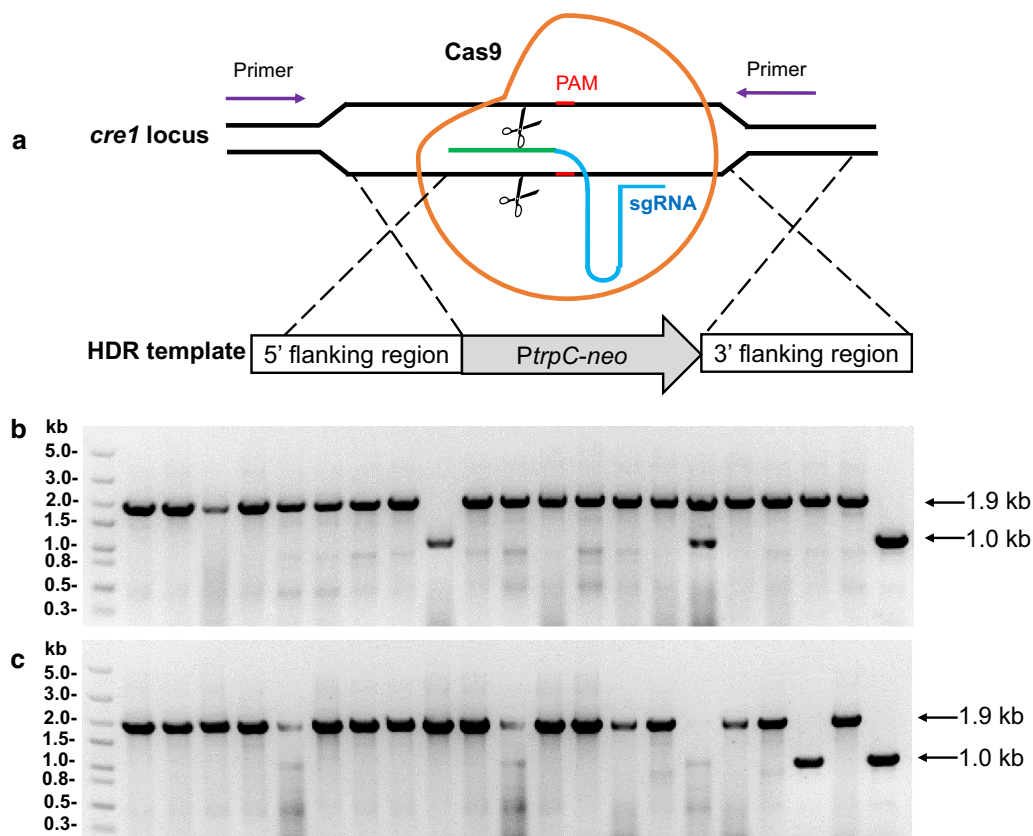 a
Primer
Cas9
PAM
Primer
cre1 locus
sgRNA
HDR template
5' flanking region
PtrpC-neo
3' flanking region
b
kb
5.0-
3.0-
2.0-
1.5-
1.0-
0.8-
0.5-
0.3-
1.9 kb
1.0 kb
c
kb
5.0-
3.0-
2.0-
1.5-
1.0-
0.8-
0.5-
0.3-
1.9 kb
1.0 kb